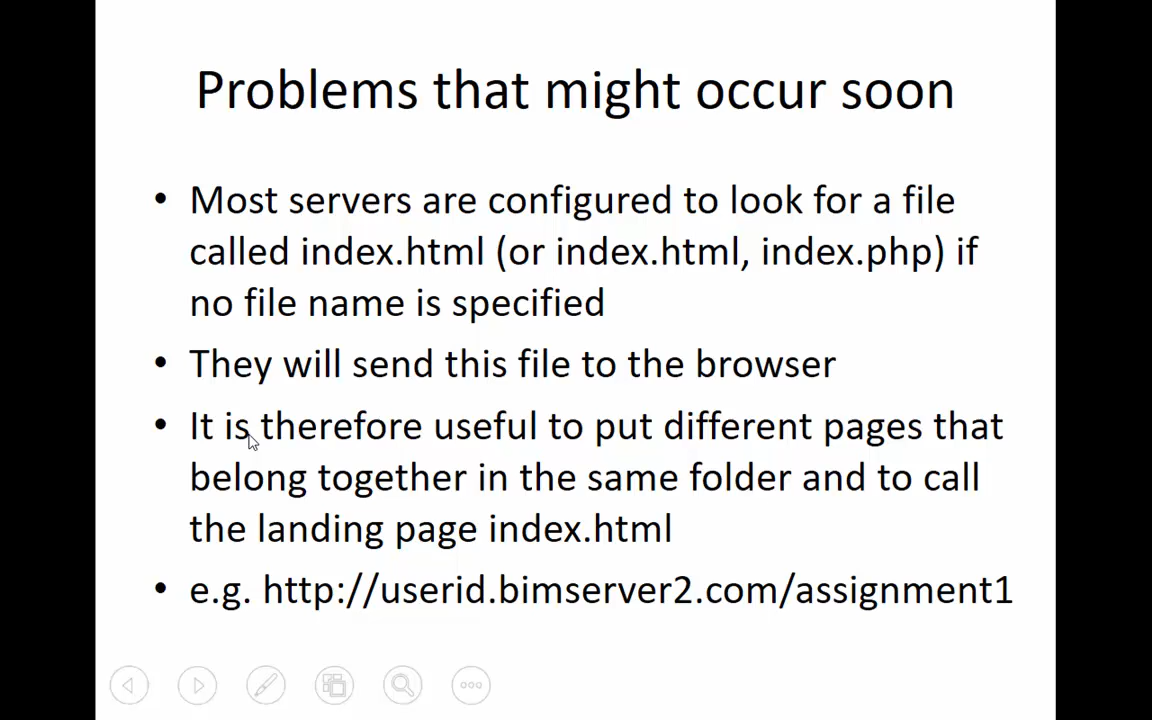 Problems that might occur soon
• Most servers are configured to look for a file
called index.html (or index.html, index.php) if
no file name is specified
• They will send this file to the browser
• It is therefore useful to put different pages that
belong together in the same folder and to call
the landing page index.html
• e.g. http://userid.bimserver2.com/assignment1